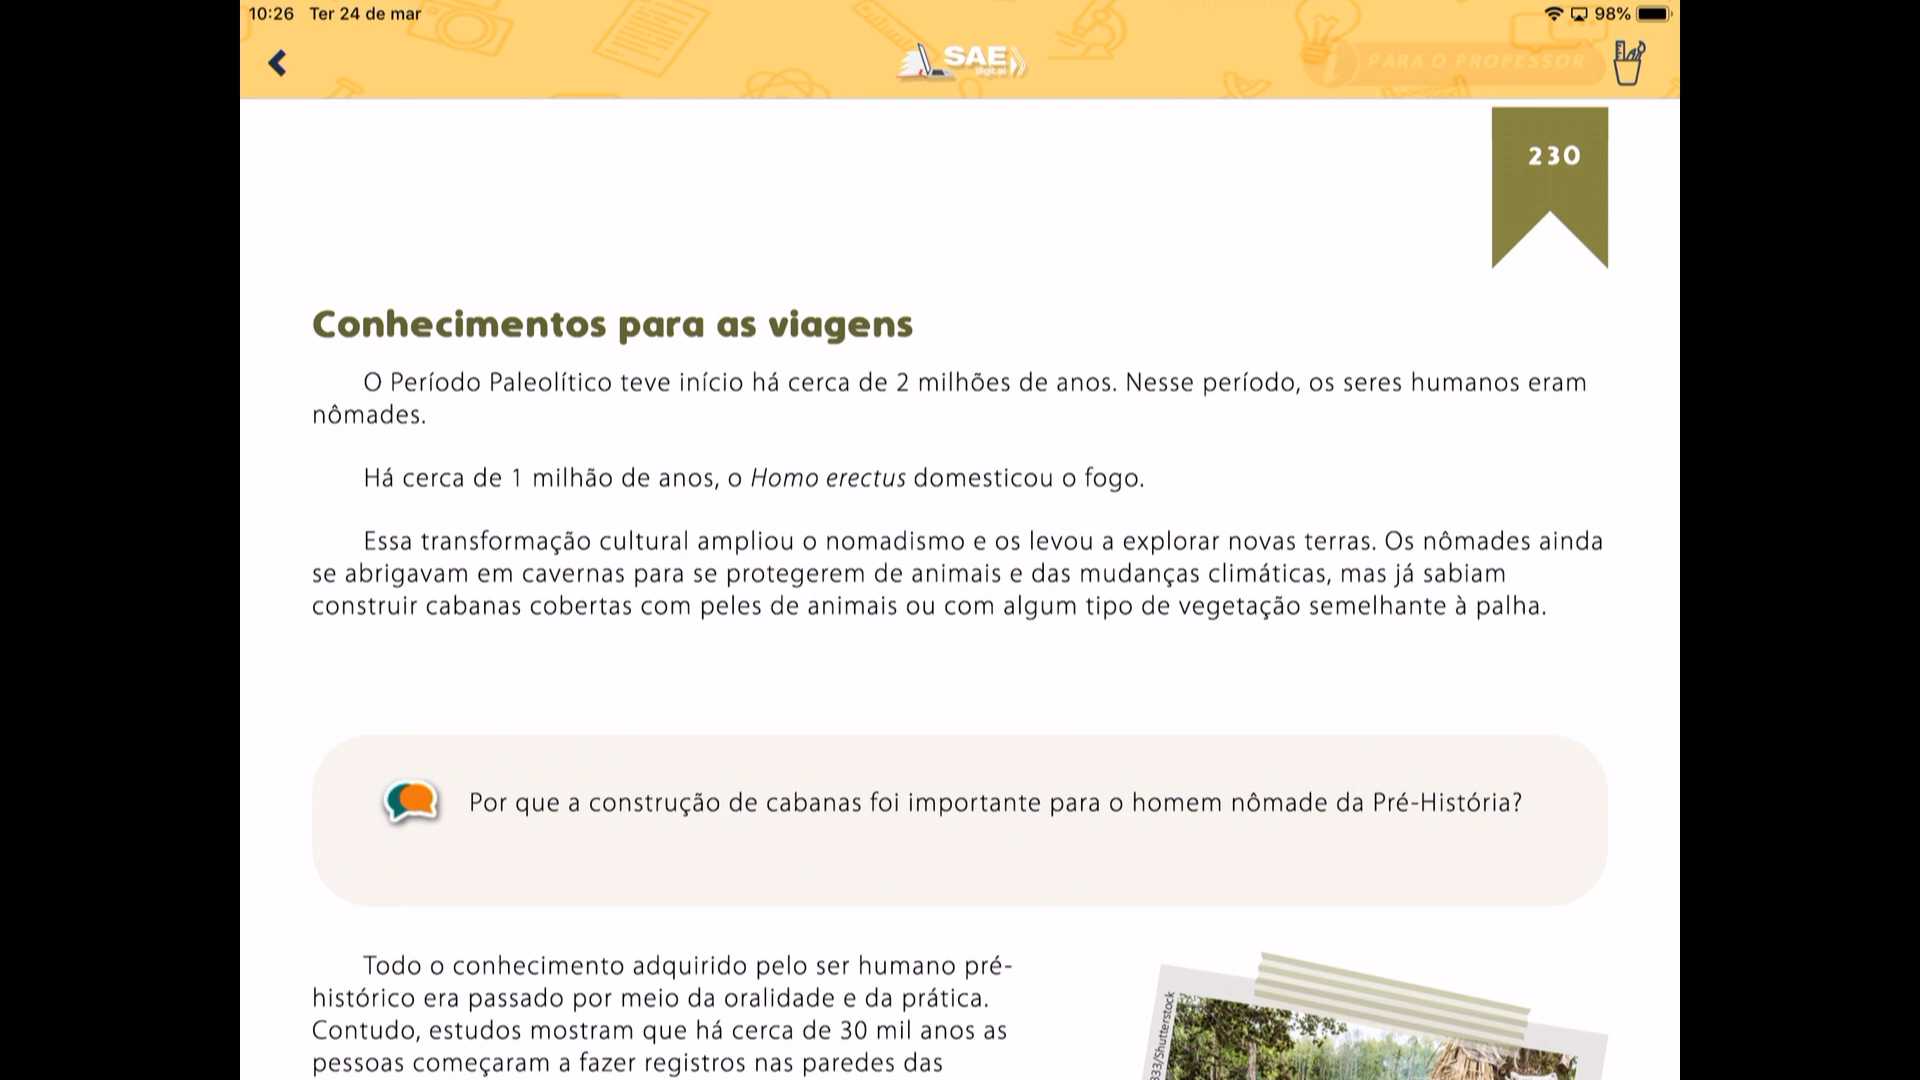 10:26 Ter 24 de mar
98%
SAE
digital
PARA O PROFESSOR
230
Conhecimentos para as viagens
O Período Paleolítico teve início há cerca de 2 milhões de anos. Nesse período, os seres humanos eram
nômades.
Há cerca de 1 milhão de anos, o Homo erectus domesticou o fogo.
Essa transformação cultural ampliou o nomadismo e os levou a explorar novas terras. Os nômades ainda
se abrigavam em cavernas para se protegerem de animais e das mudanças climáticas, mas já sabiam
construir cabanas cobertas com peles de animais ou com algum tipo de vegetação semelhante à palha.
Por que a construção de cabanas foi importante para o homem nômade da Pré-História?
Todo o conhecimento adquirido pelo ser humano pré-
histórico era passado por meio da oralidade e da prática.
Contudo, estudos mostram que há cerca de 30 mil anos as
pessoas começaram a fazer registros nas paredes das
333/Shutterstock